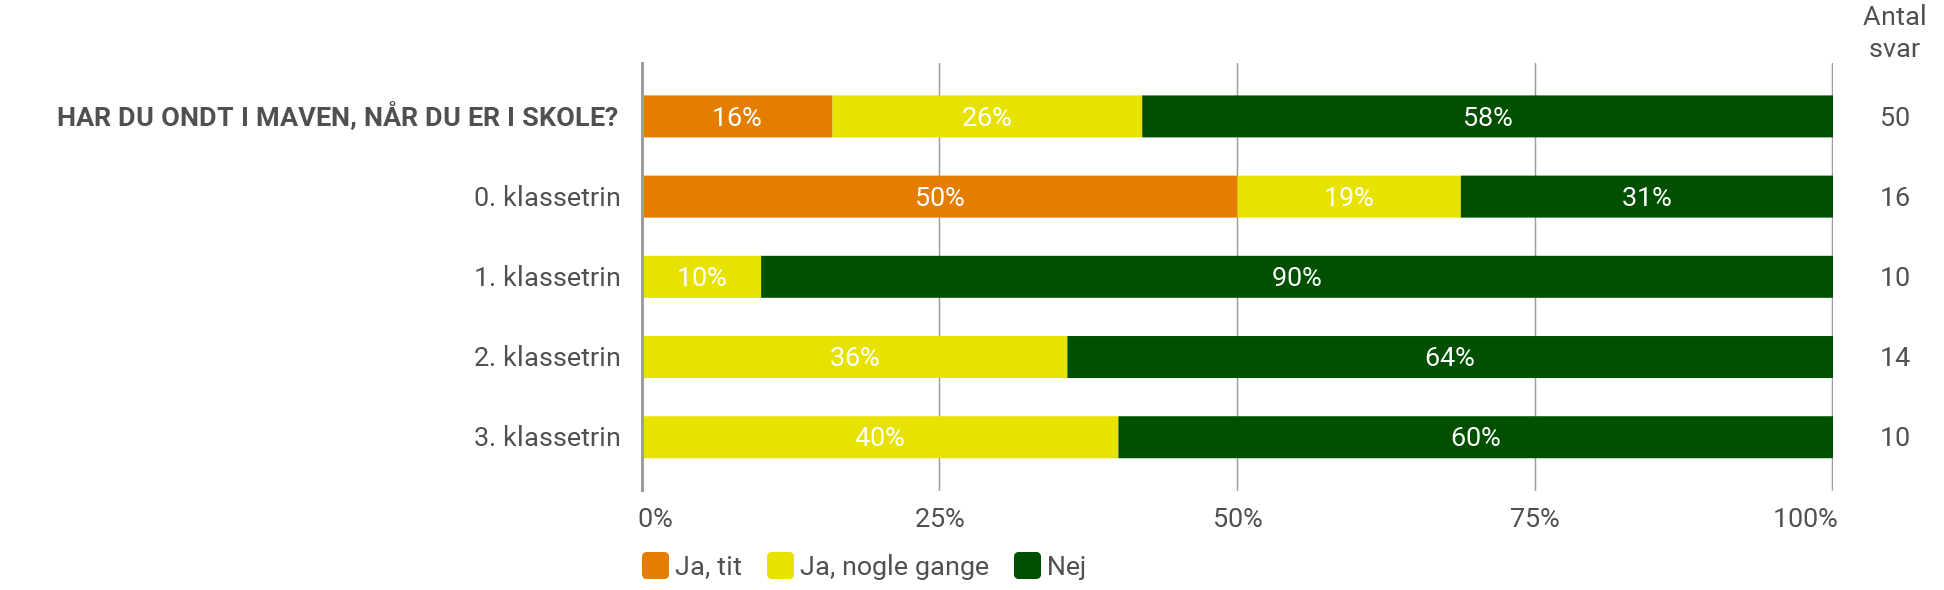 Antal
svar
HAR DU ONDT I MAVEN, NÅR DU ER I SKOLE? 16% 26% 58% 50
0. klassetrin 50% 19% 31% 16
1. klassetrin 10% 90% 10
2. klassetrin 36% 64% 14
3. klassetrin 40% 60% 10
0% 25% 50% 75% 100%
Ja, tit Ja, nogle gange Nej